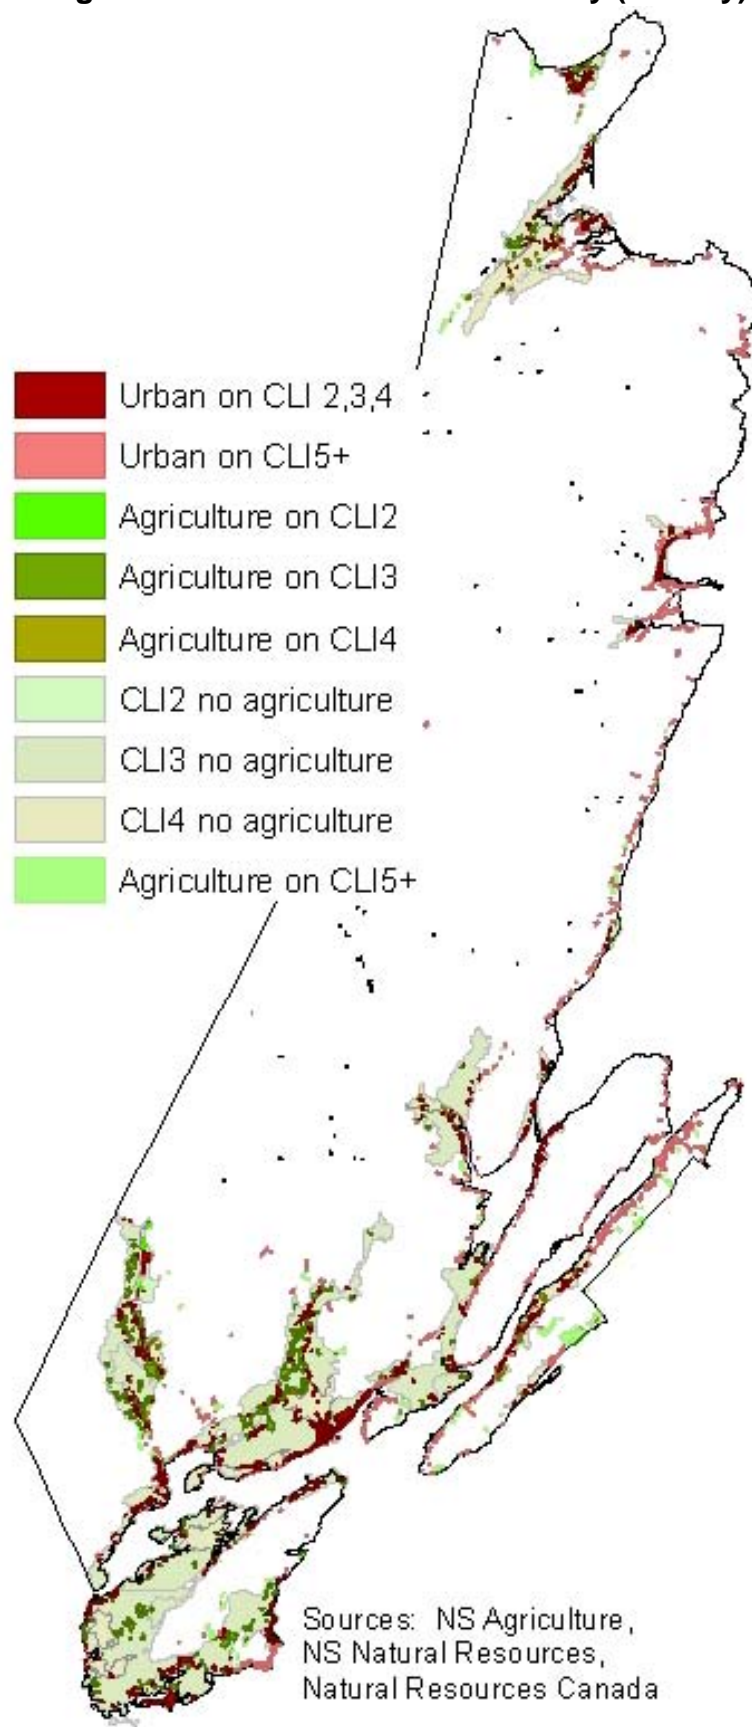 Urban on CLI 2,3,4
Urban on CLI5+
Agriculture on CLI2
Agriculture on CLI3
Agriculture on CLI4
CLI2 no agriculture
CLI3 no agriculture
CLI4 no agriculture
Agriculture on CLI5+
Sources: NS Agriculture,
NS Natural Resources,
Natural Resources Canada